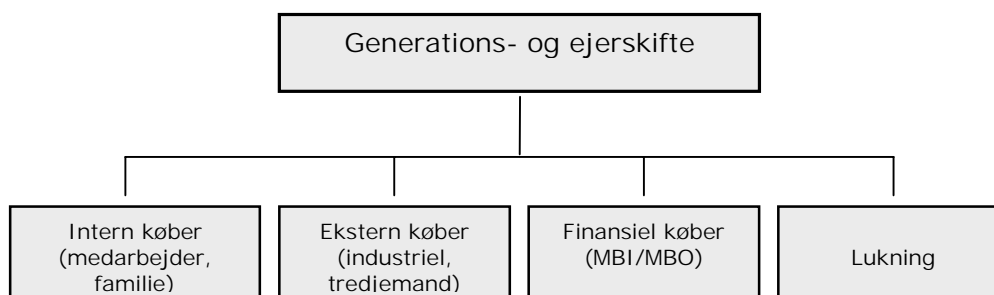 Generations- og ejerskifte
Intern køber
(medarbejder,
familie)
Ekstern køber
(industriel,
tredjemand)
Finansiel køber
(MBI/MBO)
Lukning